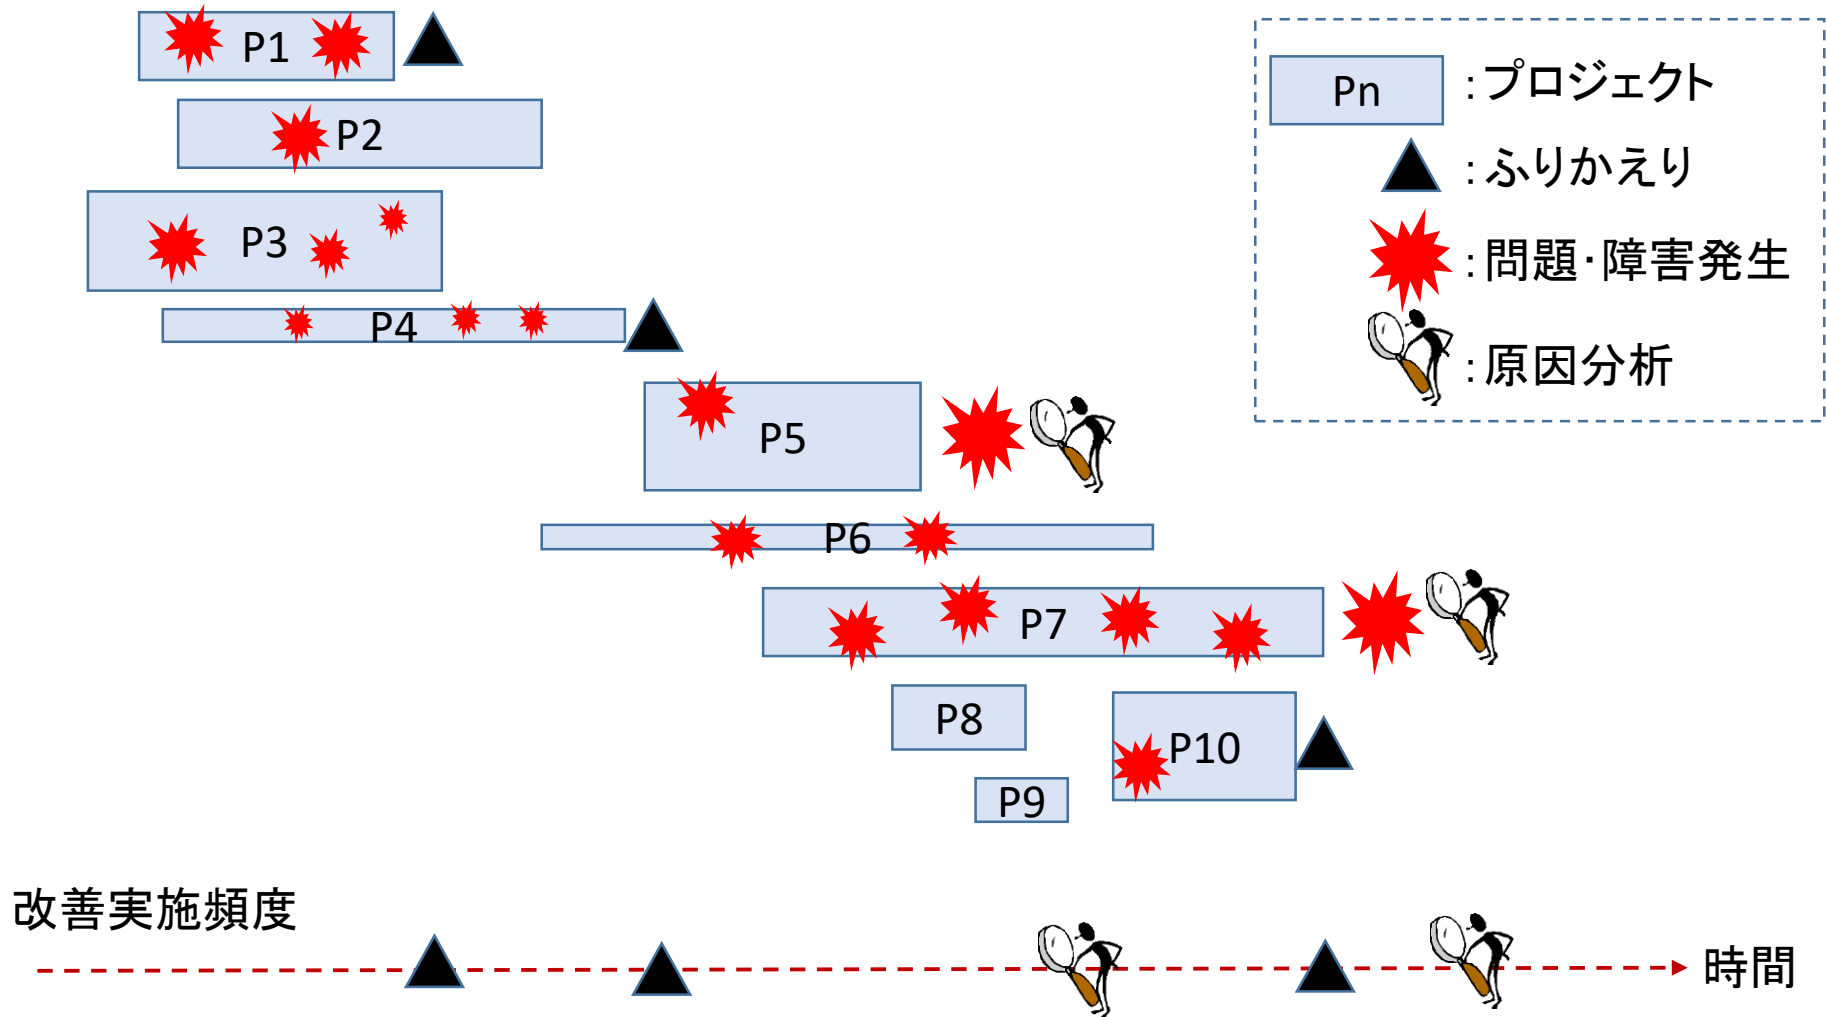 P1
P2
P3
P4
P5
P6
P7
P8
P9
P10
Pn
：プロジェクト
：ふりかえり
：問題・障害発生
：原因分析
改善実施頻度
時間